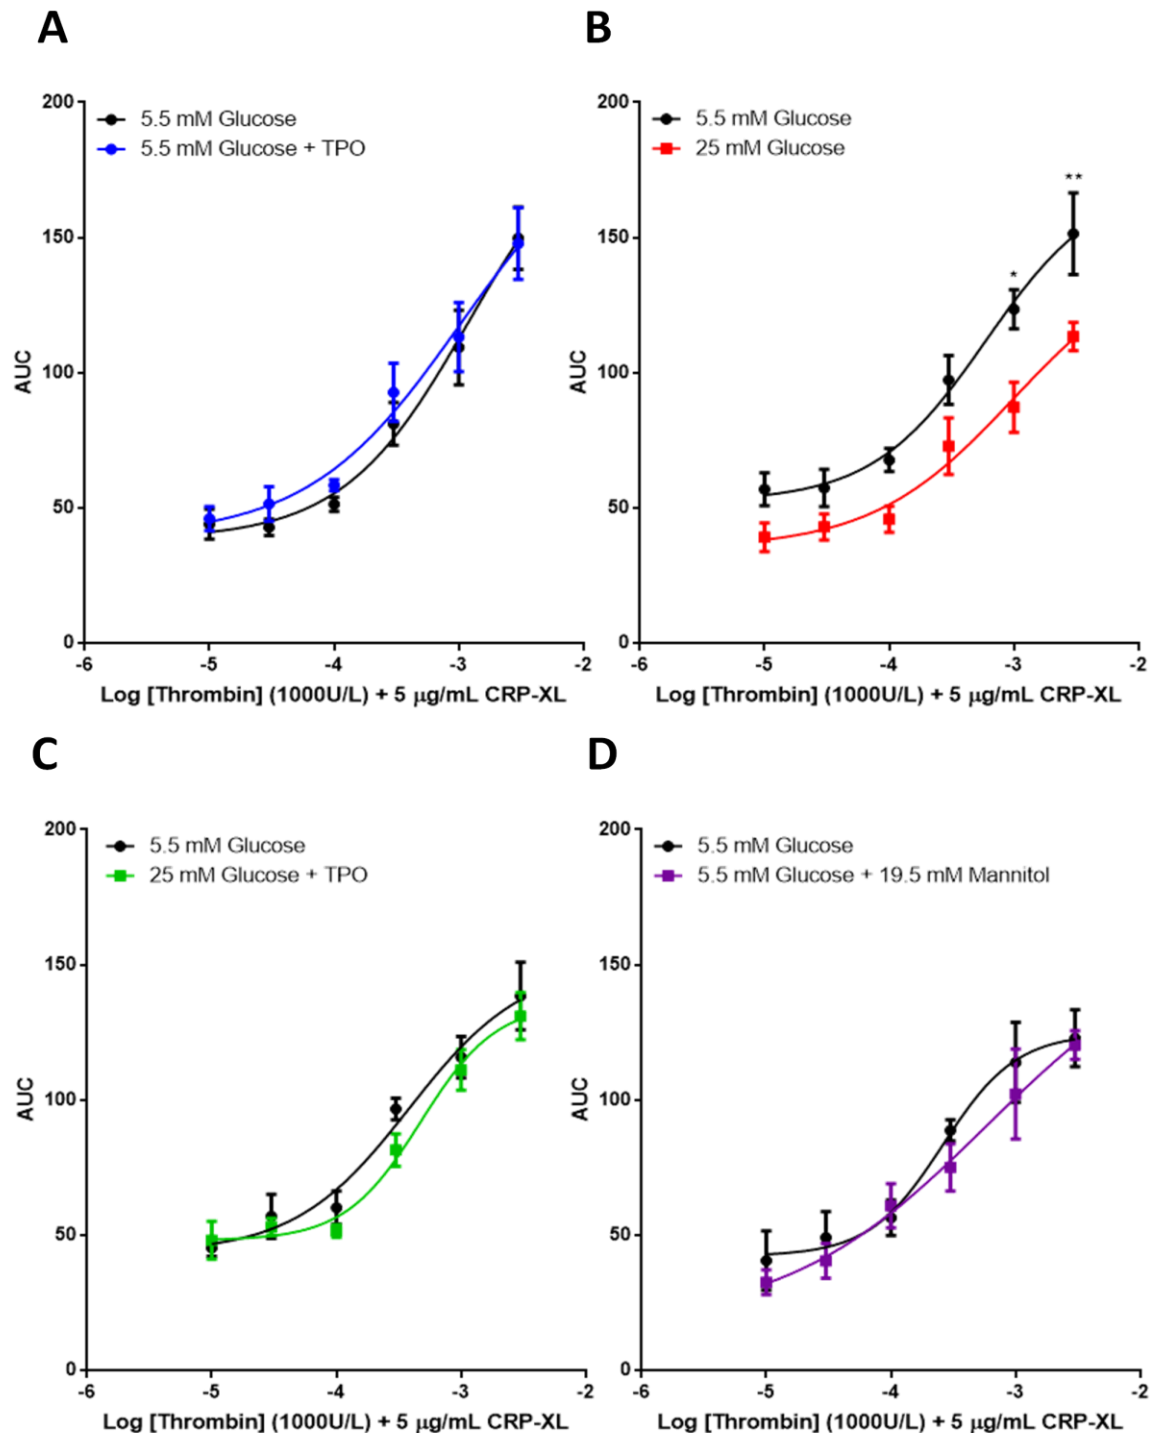 A
B
200
150
100
50
0
AUC
5.5 mM Glucose
5.5 mM Glucose + TPO
-6
-5
-4
-3
-2
Log [Thrombin] (1000U/L) + 5 µg/mL CRP-XL
200
150
100
50
0
AUC
5.5 mM Glucose
25 mM Glucose
**
*
-6
-5
-4
-3
-2
Log [Thrombin] (1000U/L) + 5 µg/mL CRP-XL
C
D
200
150
100
50
0
AUC
5.5 mM Glucose
25 mM Glucose + TPO
-6
-5
-4
-3
-2
Log [Thrombin] (1000U/L) + 5 µg/mL CRP-XL
200
150
100
50
0
AUC
5.5 mM Glucose
5.5 mM Glucose + 19.5 mM Mannitol
-6
-5
-4
-3
-2
Log [Thrombin] (1000U/L) + 5 µg/mL CRP-XL